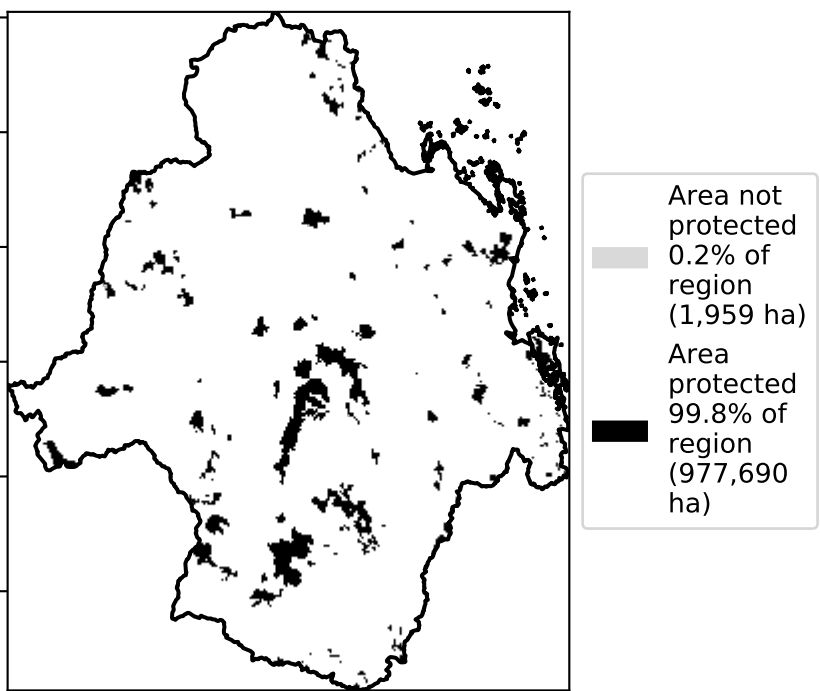 Area not
protected
0.2% of
region
(1,959 ha)
Area
protected
99.8% of
region
(977,690
ha)